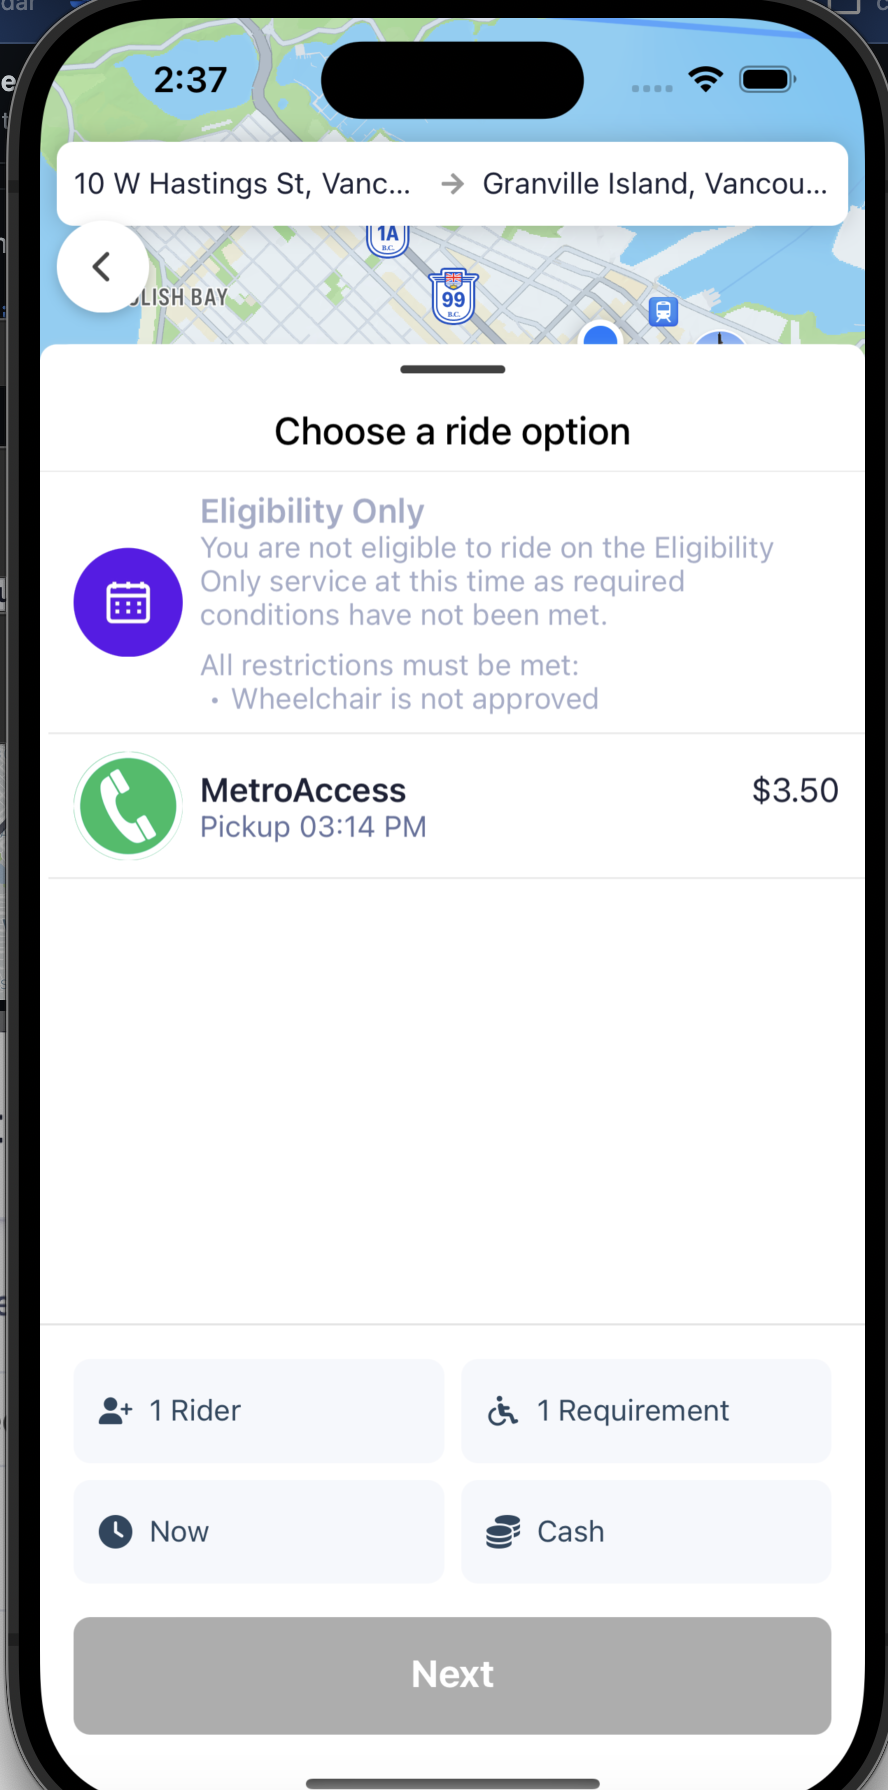 2:37
10 W Hastings St, Vanc...
Granville Island, Vancou...
1A
B.C.
99
B.C.
LISH BAY
Choose a ride option
Eligibility Only
You are not eligible to ride on the Eligibility
Only service at this time as required
conditions have not been met.
All restrictions must be met:
• Wheelchair is not approved
MetroAccess
$3.50
Pickup 03:14 PM
1 Rider
1 Requirement
Now
Cash
Next